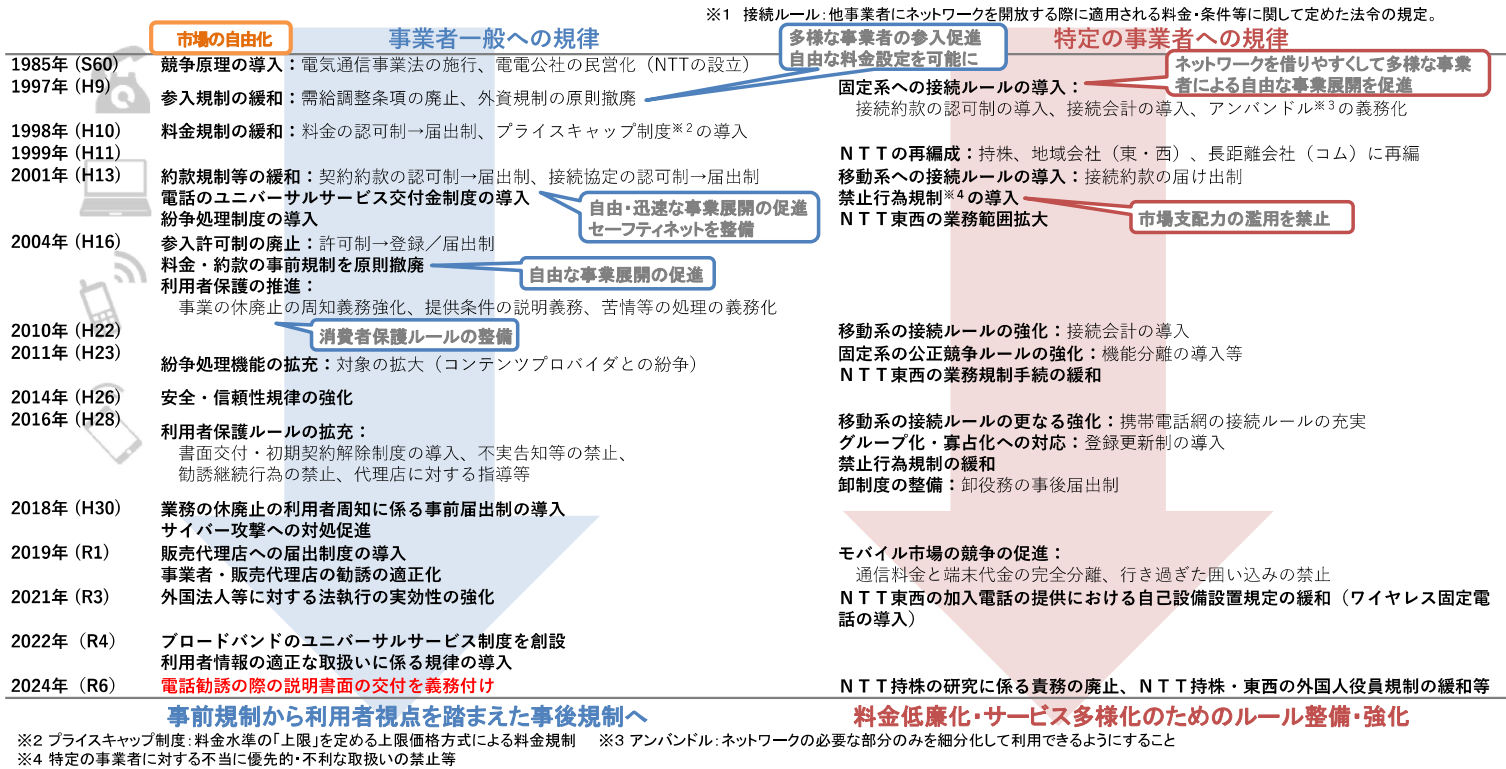 ※1 接続ルール：他事業者にネットワークを開放する際に適用される料金・条件等に関して定めた法令の規定。
市場の自由化
事業者一般への規律
特定の事業者への規律
多様な事業者の参入促進
自由な料金設定を可能に
ネットワークを借りやすくして多様な事業
者による自由な事業展開を促進
1985年（S60）
競争原理の導入：電気通信事業法の施行、電電公社の民営化（NTTの設立）
1997年（H9）
参入規制の緩和：需給調整条項の廃止、外資規制の原則撤廃
固定系への接続ルールの導入：
接続約款の認可制の導入、接続会計の導入、アンバンドル※3の義務化
1998年（H10）
料金規制の緩和：料金の認可制→届出制、プライスキャップ制度※2の導入
1999年（H11）
ＮＴＴの再編成：持株、地域会社（東・西）、長距離会社（コム）に再編
2001年（H13）
約款規制等の緩和：契約約款の認可制→届出制、接続協定の認可制→届出制
電話のユニバーサルサービス交付金制度の導入
紛争処理制度の導入
自由・迅速な事業展開の促進
セーフティネットを整備
移動系への接続ルールの導入：接続約款の届け出制
禁止行為規制※4の導入
ＮＴＴ東西の業務範囲拡大
市場支配力の濫用を禁止
2004年（H16）
参入許可制の廃止：許可制→登録／届出制
料金・約款の事前規制を原則撤廃
自由な事業展開の促進
利用者保護の推進：
事業の休廃止の周知義務強化、提供条件の説明義務、苦情等の処理の義務化
消費者保護ルールの整備
2010年（H22）
移動系の接続ルールの強化：接続会計の導入
2011年（H23）
紛争処理機能の拡充：対象の拡大（コンテンツプロバイダとの紛争）
固定系の公正競争ルールの強化：機能分離の導入等
ＮＴＴ東西の業務規制手続の緩和
2014年（H26）
安全・信頼性規律の強化
2016年（H28）
利用者保護ルールの拡充：
書面交付・初期契約解除制度の導入、不実告知等の禁止、
勧誘継続行為の禁止、代理店に対する指導等
移動系の接続ルールの更なる強化：携帯電話網の接続ルールの充実
グループ化・寡占化への対応：登録更新制の導入
禁止行為規制の緩和
卸制度の整備：卸役務の事後届出制
2018年（H30）
業務の休廃止の利用者周知に係る事前届出制の導入
サイバー攻撃への対処促進
2019年（R1）
販売代理店への届出制度の導入
事業者・販売代理店の勧誘の適正化
モバイル市場の競争の促進：
通信料金と端末代金の完全分離、行き過ぎた囲い込みの禁止
2021年（R3）
外国法人等に対する法執行の実効性の強化
ＮＴＴ東西の加入電話の提供における自己設備設置規定の緩和（ワイヤレス固定電
話の導入）
2022年（R4）
ブロードバンドのユニバーサルサービス制度を創設
利用者情報の適正な取扱いに係る規律の導入
2024年（R6）
電話勧誘の際の説明書面の交付を義務付け
ＮＴＴ持株の研究に係る責務の廃止、ＮＴＴ持株・東西の外国人役員規制の緩和等
事前規制から利用者視点を踏まえた事後規制へ
料金低廉化・サービス多様化のためのルール整備・強化
※2 プライスキャップ制度：料金水準の「上限」を定める上限価格方式による料金規制
※3 アンバンドル：ネットワークの必要な部分のみを細分化して利用できるようにすること
※4 特定の事業者に対する不当に優先的・不利な取扱いの禁止等